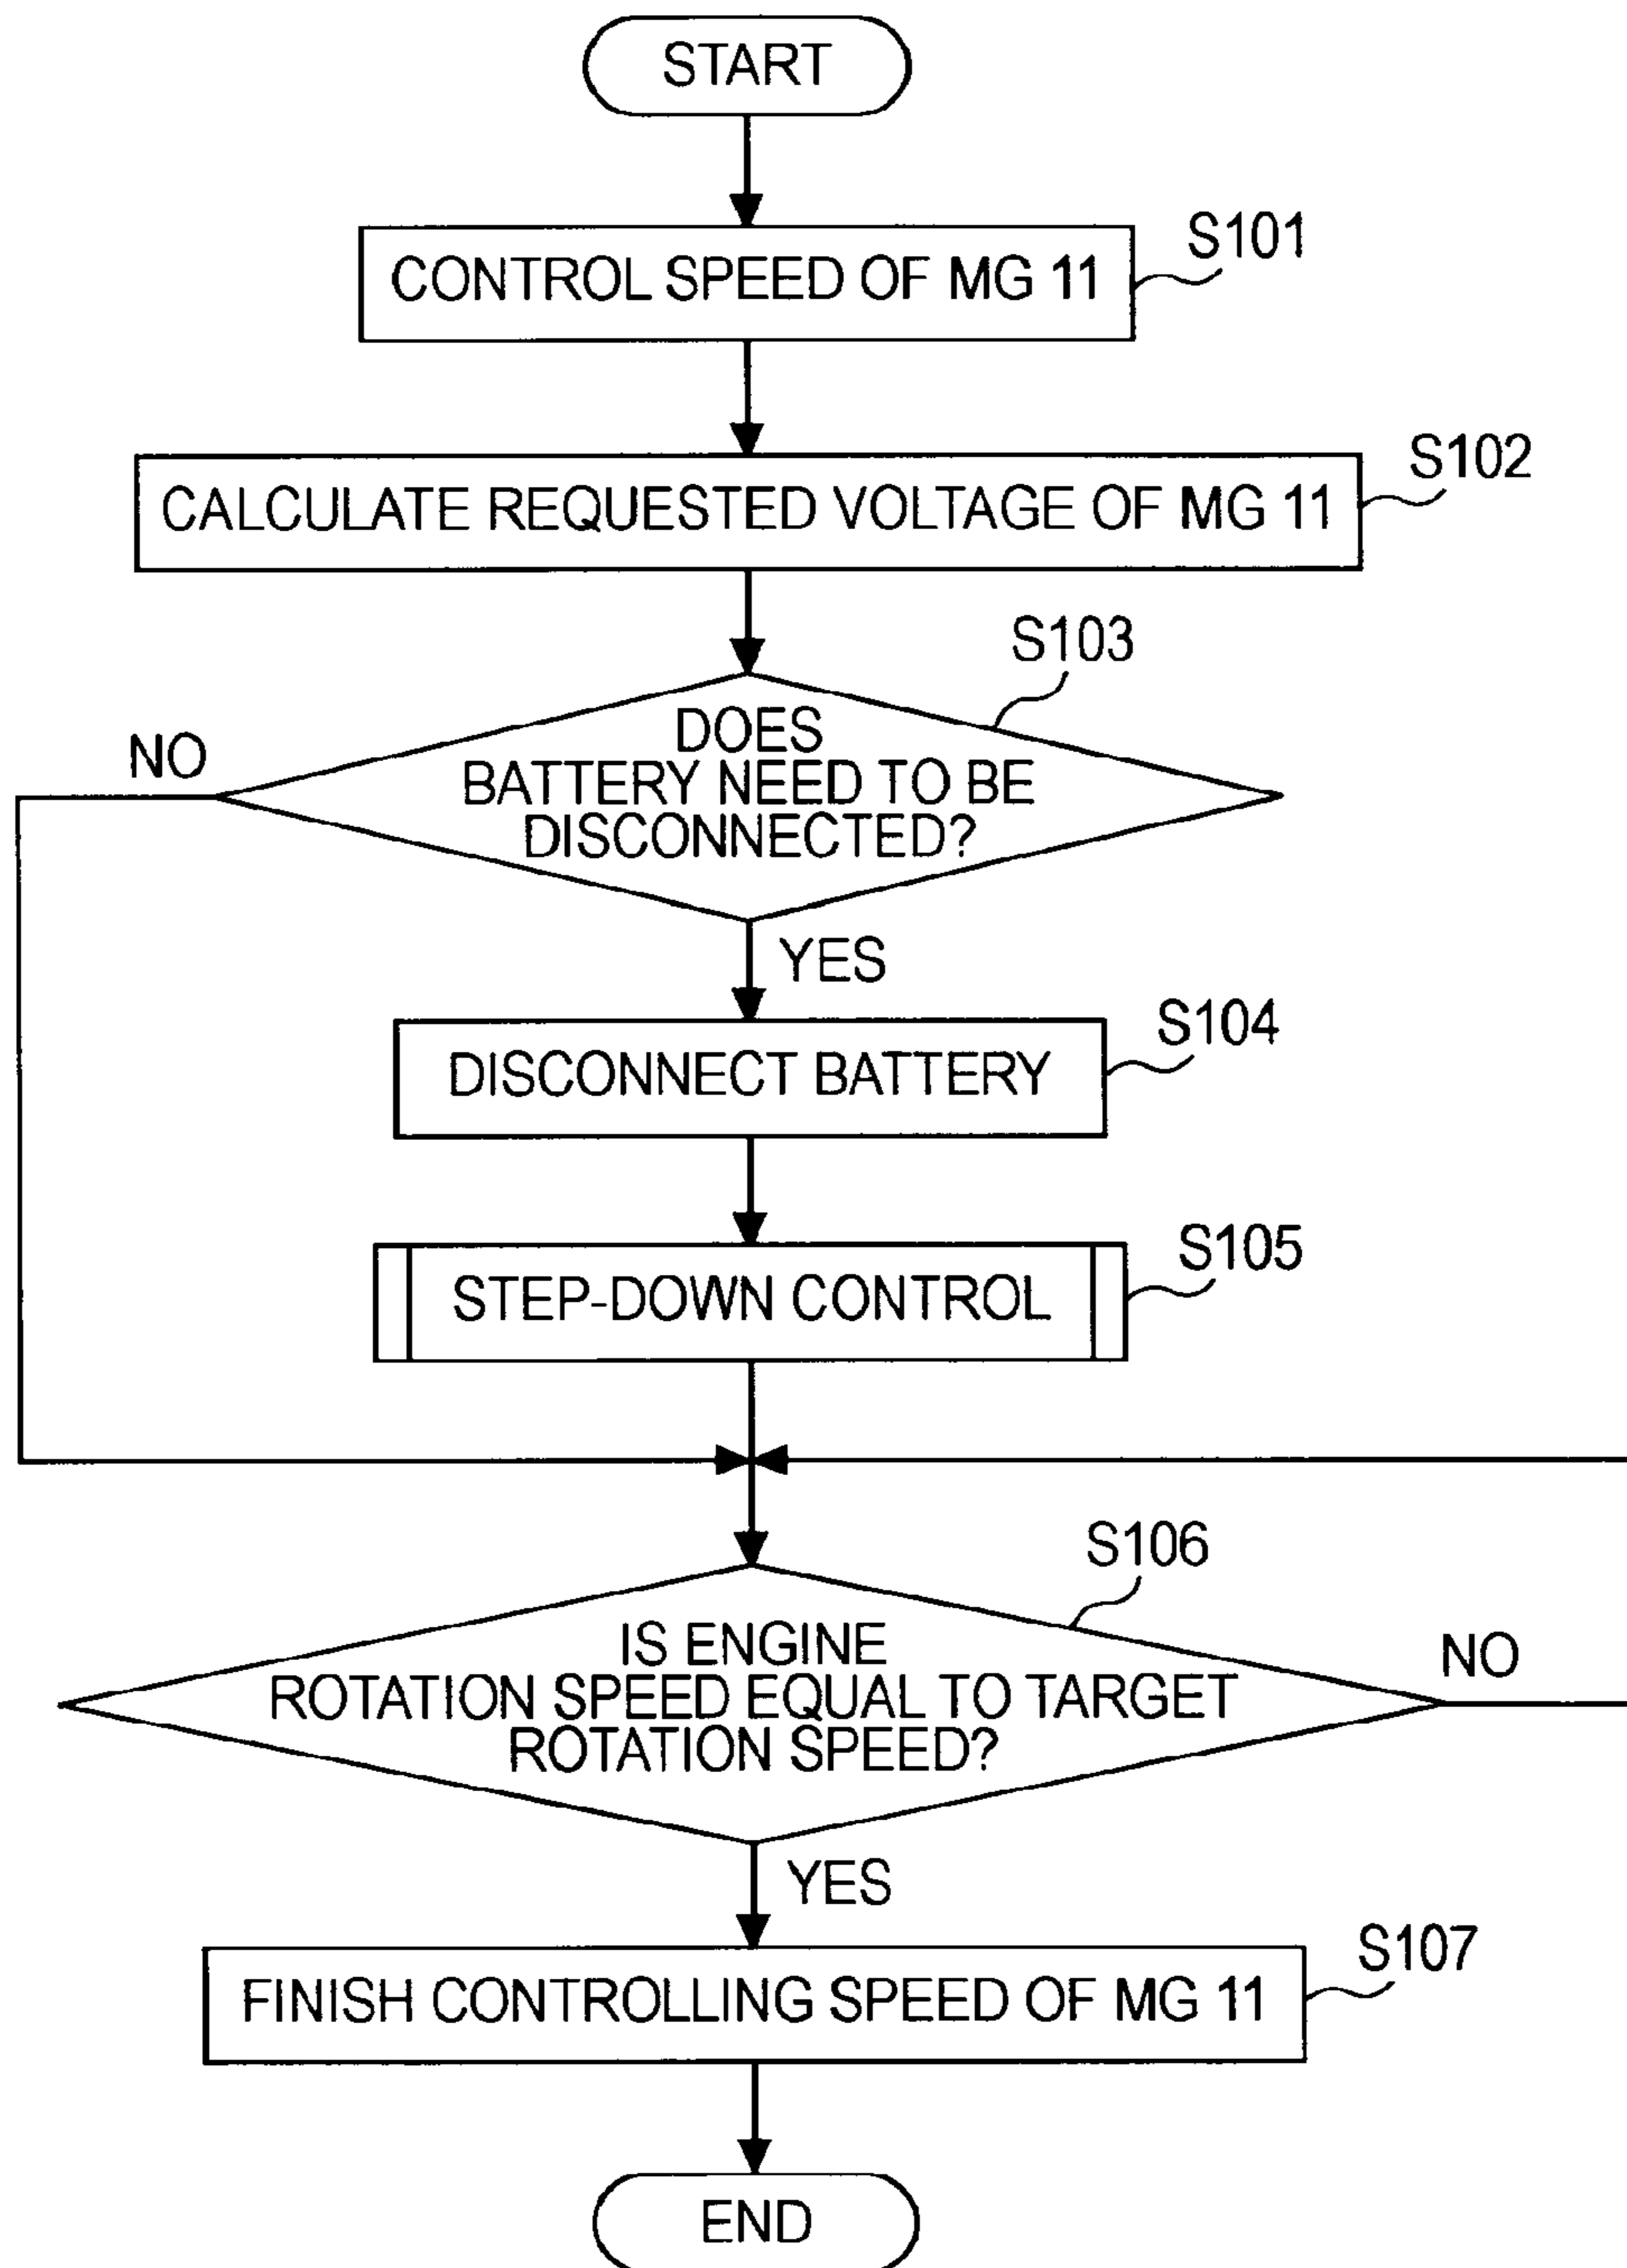 START
S101
CONTROL SPEED OF MG 11
S102
CALCULATE REQUESTED VOLTAGE OF MG 11
S103
DOES
BATTERY NEED TO BE
DISCONNECTED?
NO
YES
S104
DISCONNECT BATTERY
S105
STEP-DOWN CONTROL
S106
IS ENGINE
ROTATION SPEED EQUAL TO TARGET
ROTATION SPEED?
NO
YES
S107
FINISH CONTROLLING SPEED OF MG 11
END